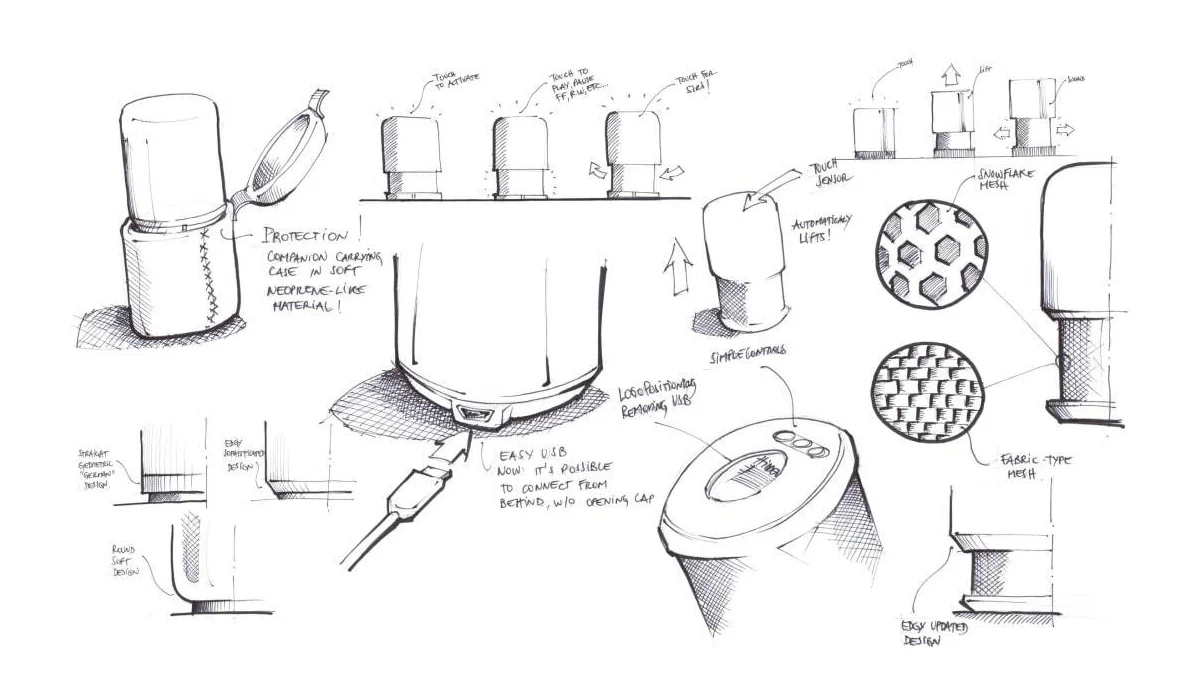 TOUCH
TO ACTIVATE
TOUCH TO
PLAY, PAUSE
FF, RW, ETC...
TOUCH FOR
SIRI!
TOUCH
LIFT
SOUND
PROTECTION!
COMPANION CARRYING
CASE IN SOFT
NEOPRENE-LIKE
MATERIAL!
TOUCH
SENSOR
AUTOMATICALY
LIFTS!
SNOWFLAKE
MESH
SIMPLE CONTROLS
LOGO POSITIONING
REMOVING USB
STRAIGHT
GEOMETRIC
"GERMAN"
DESIGN.
EDGY
SOPHISTICATED
DESIGN
EASY USB
NOW: IT'S POSSIBLE
TO CONNECT FROM
BEHIND, W/O OPENING CAP
FABRIC-TYPE
MESH.
ROUND
SOFT
DESIGN
EDGY UPDATED
DESIGN